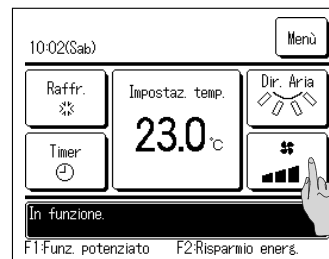 10:02(Sab)
Menù
Raffr.
Impostaz. temp.
Dir. Aria
23.0 °C
Timer
In funzione.
F1:Funz. potenziato F2:Risparmio energ.